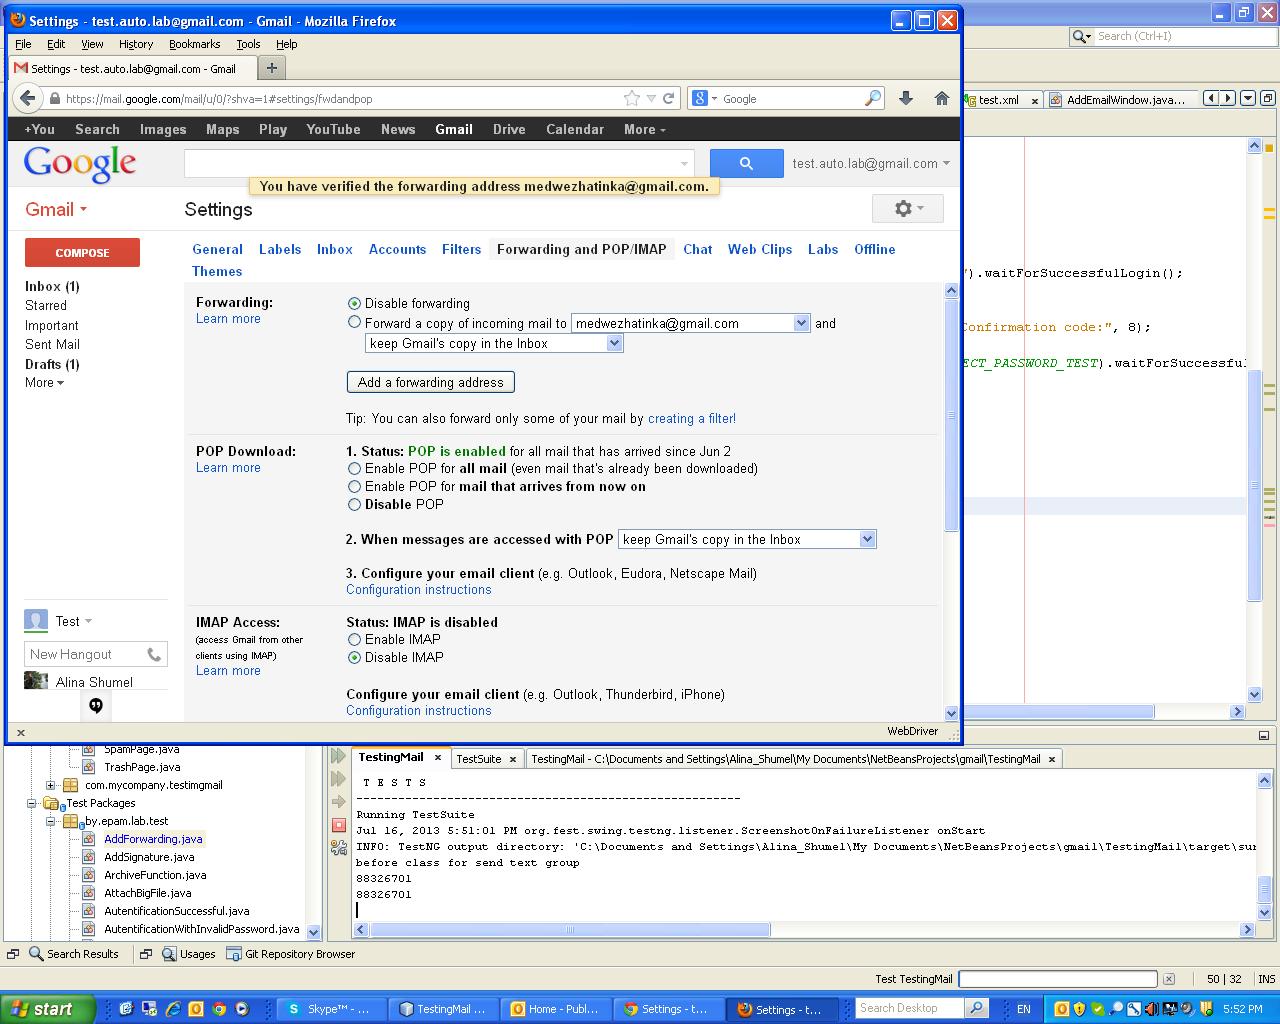 Settings - test.auto.lab@gmail.com - Gmail - Mozilla Firefox
File Edit View History Bookmarks Tools Help
Settings - test.auto.lab@gmail.com - Gmail
https://mail.google.com/mail/u/0/?shva=1#settings/fwdandpop
Google
Search (Ctrl+I)
test.xml
AddEmailWindow.java...
+You Search Images Maps Play YouTube News Gmail Drive Calendar More
Google
test.auto.lab@gmail.com
You have verified the forwarding address medwezhatinka@gmail.com.
Gmail
Settings
COMPOSE
Inbox (1)
Starred
Important
Sent Mail
Drafts (1)
More
General Labels Inbox Accounts Filters Forwarding and POP/IMAP Chat Web Clips Labs Offline
Themes
Forwarding:
Learn more
Disable forwarding
Forward a copy of incoming mail to medwezhatinka@gmail.com and
keep Gmail's copy in the Inbox
Add a forwarding address
Tip: You can also forward only some of your mail by creating a filter!
POP Download:
Learn more
1. Status: POP is enabled for all mail that has arrived since Jun 2
Enable POP for all mail (even mail that's already been downloaded)
Enable POP for mail that arrives from now on
Disable POP
2. When messages are accessed with POP keep Gmail's copy in the Inbox
3. Configure your email client (e.g. Outlook, Eudora, Netscape Mail)
Configuration instructions
IMAP Access:
(access Gmail from other
clients using IMAP)
Learn more
Status: IMAP is disabled
Enable IMAP
Disable IMAP
Configure your email client (e.g. Outlook, Thunderbird, iPhone)
Configuration instructions
Test
New Hangout
Alina Shumel
WebDriver
).waitForSuccessfulLogin();
Confirmation code:", 8);
ECT_PASSWORD_TEST).waitForSuccessful
SpamPage.java
TrashPage.java
com.mycompany.testimgmail
Test Packages
by.epam.lab.test
AddForwarding.java
AddSignature.java
ArchiveFunction.java
AttachBigFile.java
AutentificationSuccessful.java
AutentificationWithInvalidPassword.java
TestingMail
TestSuite
TestingMail - C:\Documents and Settings\Alina_Shumel\My Documents\NetBeansProjects\gmail\TestingMail
T E S T S
-------------------------------------------------------
Running TestSuite
Jul 16, 2013 5:51:01 PM org.fest.swing.testng.listener.ScreenshotOnFailureListener onStart
INFO: TestNG output directory: 'C:\Documents and Settings\Alina_Shumel\My Documents\NetBeansProjects\gmail\TestingMail\target\sur
before class for send text group
88326701
88326701
Search Results
Usages
Git Repository Browser
Test TestingMail
50 | 32 INS
start
Skype™ - ...
TestingMail ...
Home - Publ...
Settings - t...
Settings - t...
Search Desktop
EN
5:52 PM